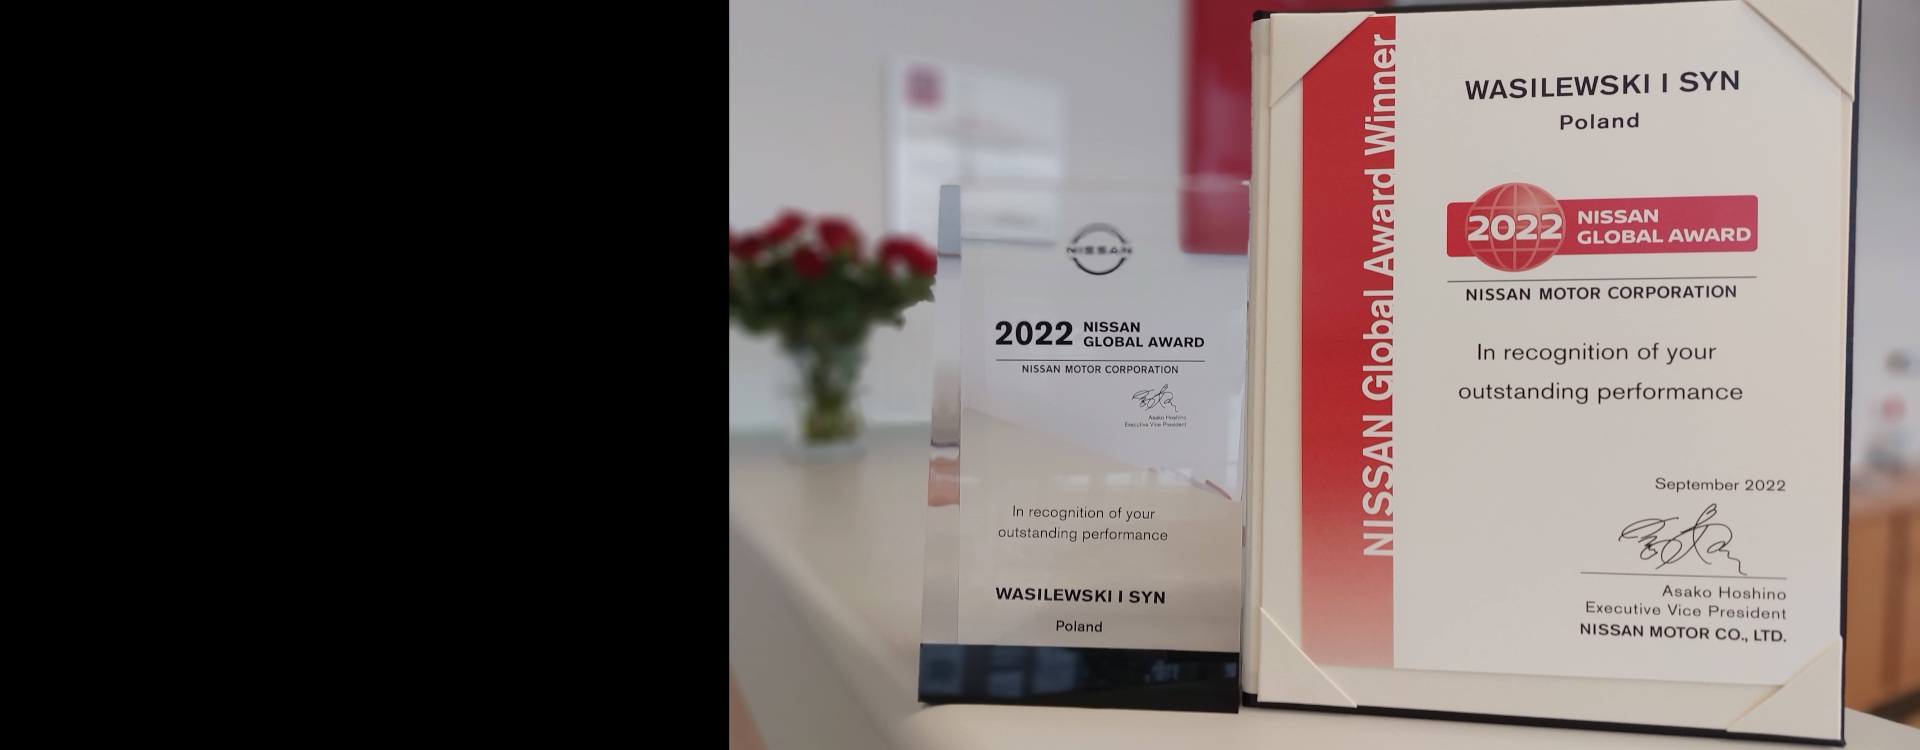 NISSAN
2022 NISSAN
GLOBAL AWARD
NISSAN MOTOR CORPORATION
Asako Hoshino
Executive Vice President
In recognition of your
outstanding performance
WASILEWSKI I SYN
Poland
NISSAN Global Award Winner
WASILEWSKI I SYN
Poland
2022 NISSAN
GLOBAL AWARD
NISSAN MOTOR CORPORATION
In recognition of your
outstanding performance
September 2022
Asako Hoshino
Executive Vice President
NISSAN MOTOR CO., LTD.